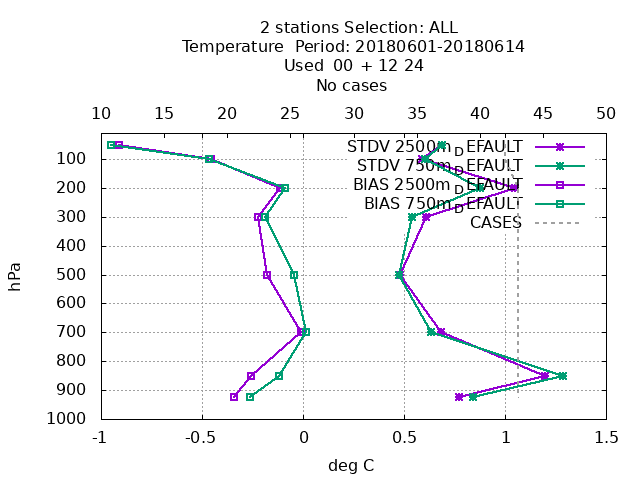 2 stations Selection: ALL
Temperature  Period: 20180601-20180614
Used  00 + 12 24
No cases
10 15 20 25 30 35 40 45 50
STDV 2500m_DEFAULT
STDV 750m_DEFAULT
BIAS 2500m_DEFAULT
BIAS 750m_DEFAULT
CASES
100
200
300
400
500
600
700
800
900
1000
hPa
-1 -0.5 0 0.5 1 1.5
deg C